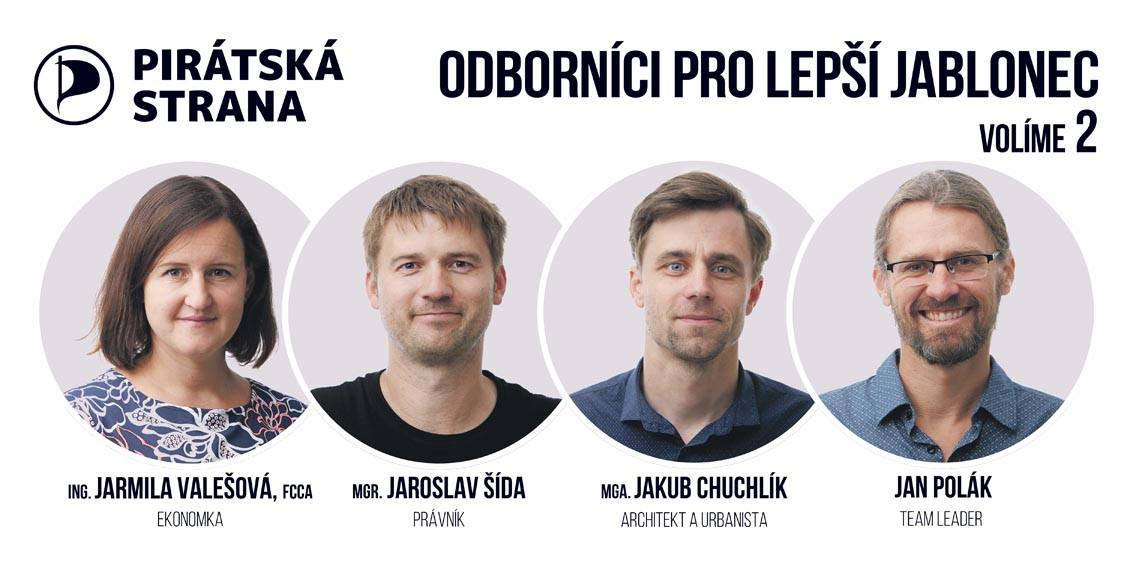 PIRÁTSKÁ
STRANA
ODBORNÍCI PRO LEPŠÍ JABLONEC
VOLÍME 2
ING. JARMILA VALEŠOVÁ, FCCA
EKONOMKA
MGR. JAROSLAV ŠÍDA
PRÁVNÍK
MGA. JAKUB CHUCHLÍK
ARCHITEKT A URBANISTA
JAN POLÁK
TEAM LEADER